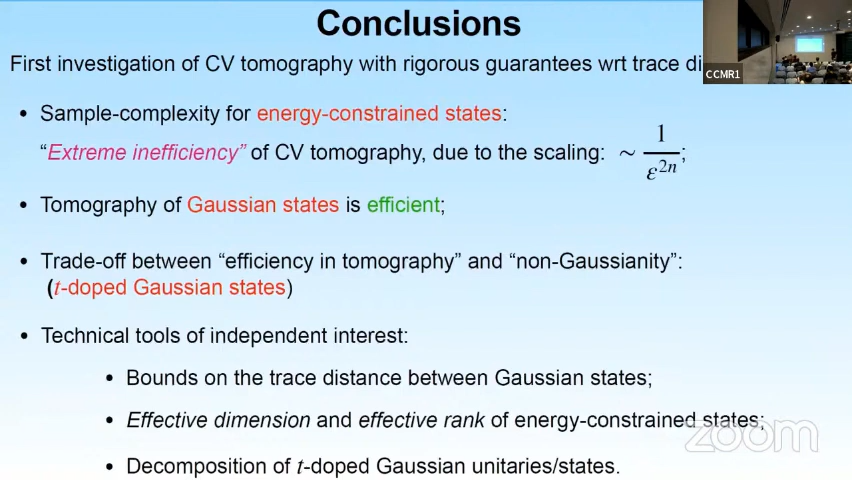 Conclusions
First investigation of CV tomography with rigorous guarantees wrt trace di
CCMR1
• Sample-complexity for energy-constrained states:
“Extreme inefficiency” of CV tomography, due to the scaling: ~ 1/ε^{2n};
• Tomography of Gaussian states is efficient;
• Trade-off between “efficiency in tomography” and “non-Gaussianity”:
(t-doped Gaussian states)
• Technical tools of independent interest:
• Bounds on the trace distance between Gaussian states;
• Effective dimension and effective rank of energy-constrained states;
zoom
• Decomposition of t-doped Gaussian unitaries/states.